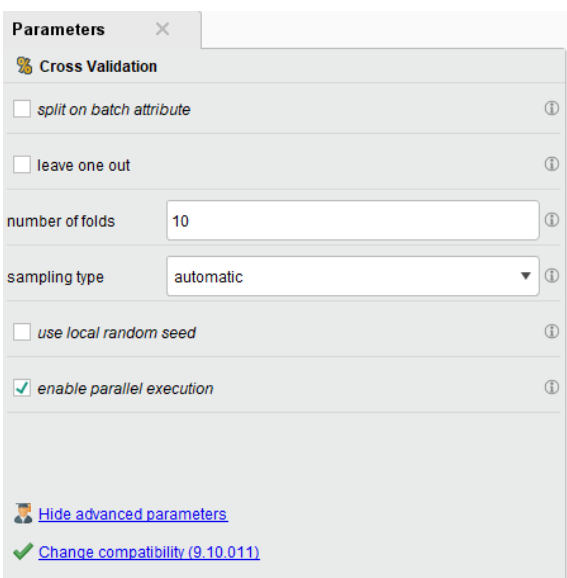 Parameters
Cross Validation
split on batch attribute
leave one out
number of folds 10
sampling type automatic
use local random seed
enable parallel execution
Hide advanced parameters
Change compatibility (9.10.011)